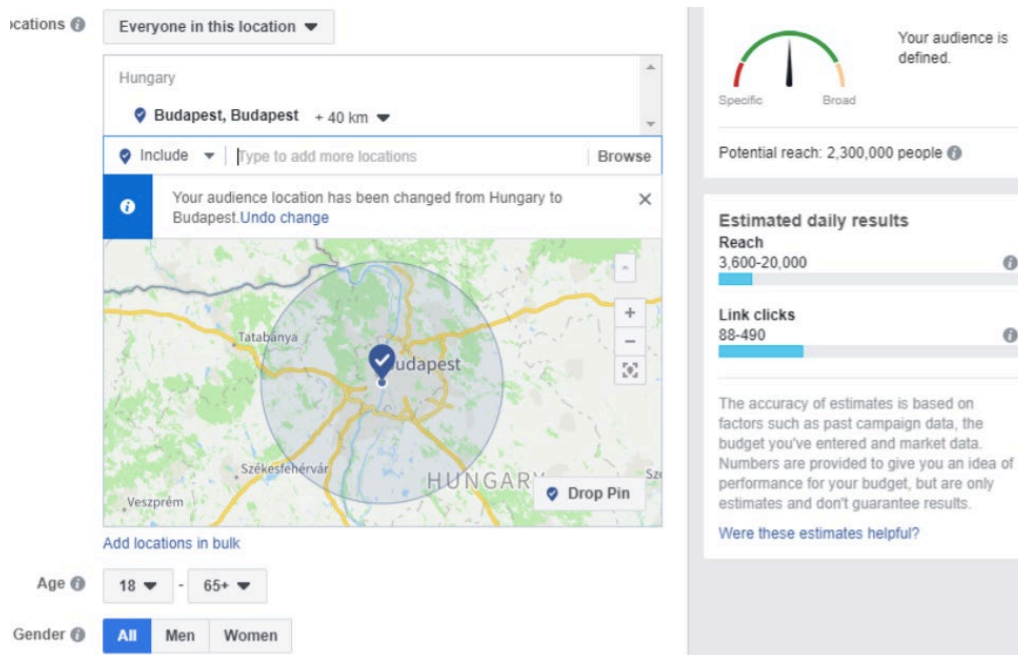 ocations
Everyone in this location
Hungary
Budapest, Budapest + 40 km
Include Type to add more locations Browse
Your audience location has been changed from Hungary to
Budapest.Undo change
Tatabánya
Budapest
Székesfehérvár
HUNGAR
Sz
Veszprém
Drop Pin
Add locations in bulk
Age 18 - 65+
Gender All Men Women
Your audience is
defined.
Specific Broad
Potential reach: 2,300,000 people
Estimated daily results
Reach
3,600-20,000
Link clicks
88-490
The accuracy of estimates is based on
factors such as past campaign data, the
budget you've entered and market data.
Numbers are provided to give you an idea of
performance for your budget, but are only
estimates and don't guarantee results.
Were these estimates helpful?